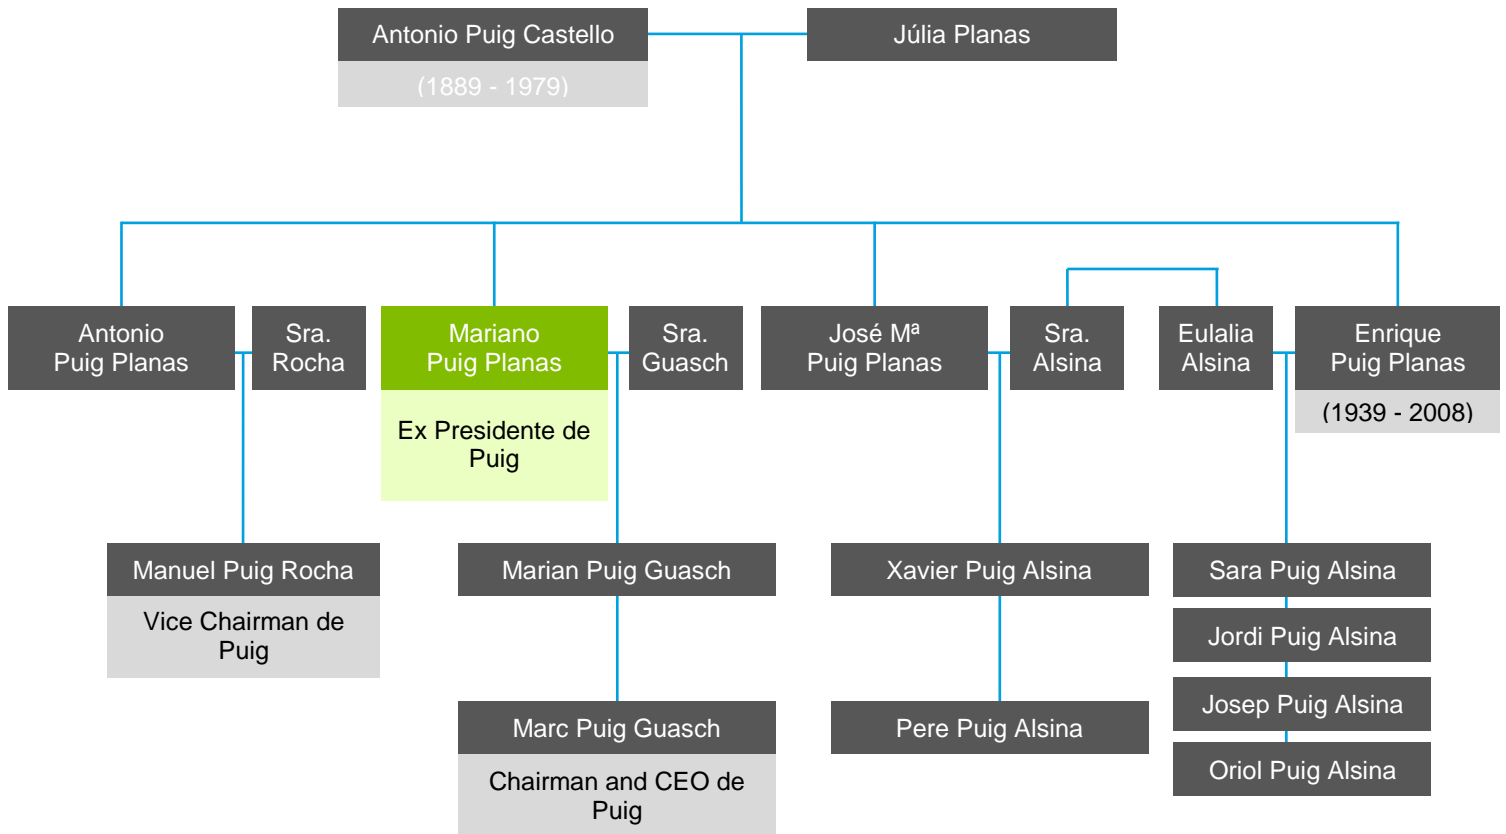 Antonio Puig Castello
Júlia Planas
(1889 - 1979)
Antonio
Puig Planas
Sra.
Rocha
Mariano
Puig Planas
Sra.
Guasch
José Mª
Puig Planas
Sra.
Alsina
Eulalia
Alsina
Enrique
Puig Planas
Ex Presidente de
Puig
(1939 - 2008)
Manuel Puig Rocha
Vice Chairman de
Puig
Marian Puig Guasch
Xavier Puig Alsina
Sara Puig Alsina
Jordi Puig Alsina
Josep Puig Alsina
Oriol Puig Alsina
Marc Puig Guasch
Chairman and CEO de
Puig
Pere Puig Alsina